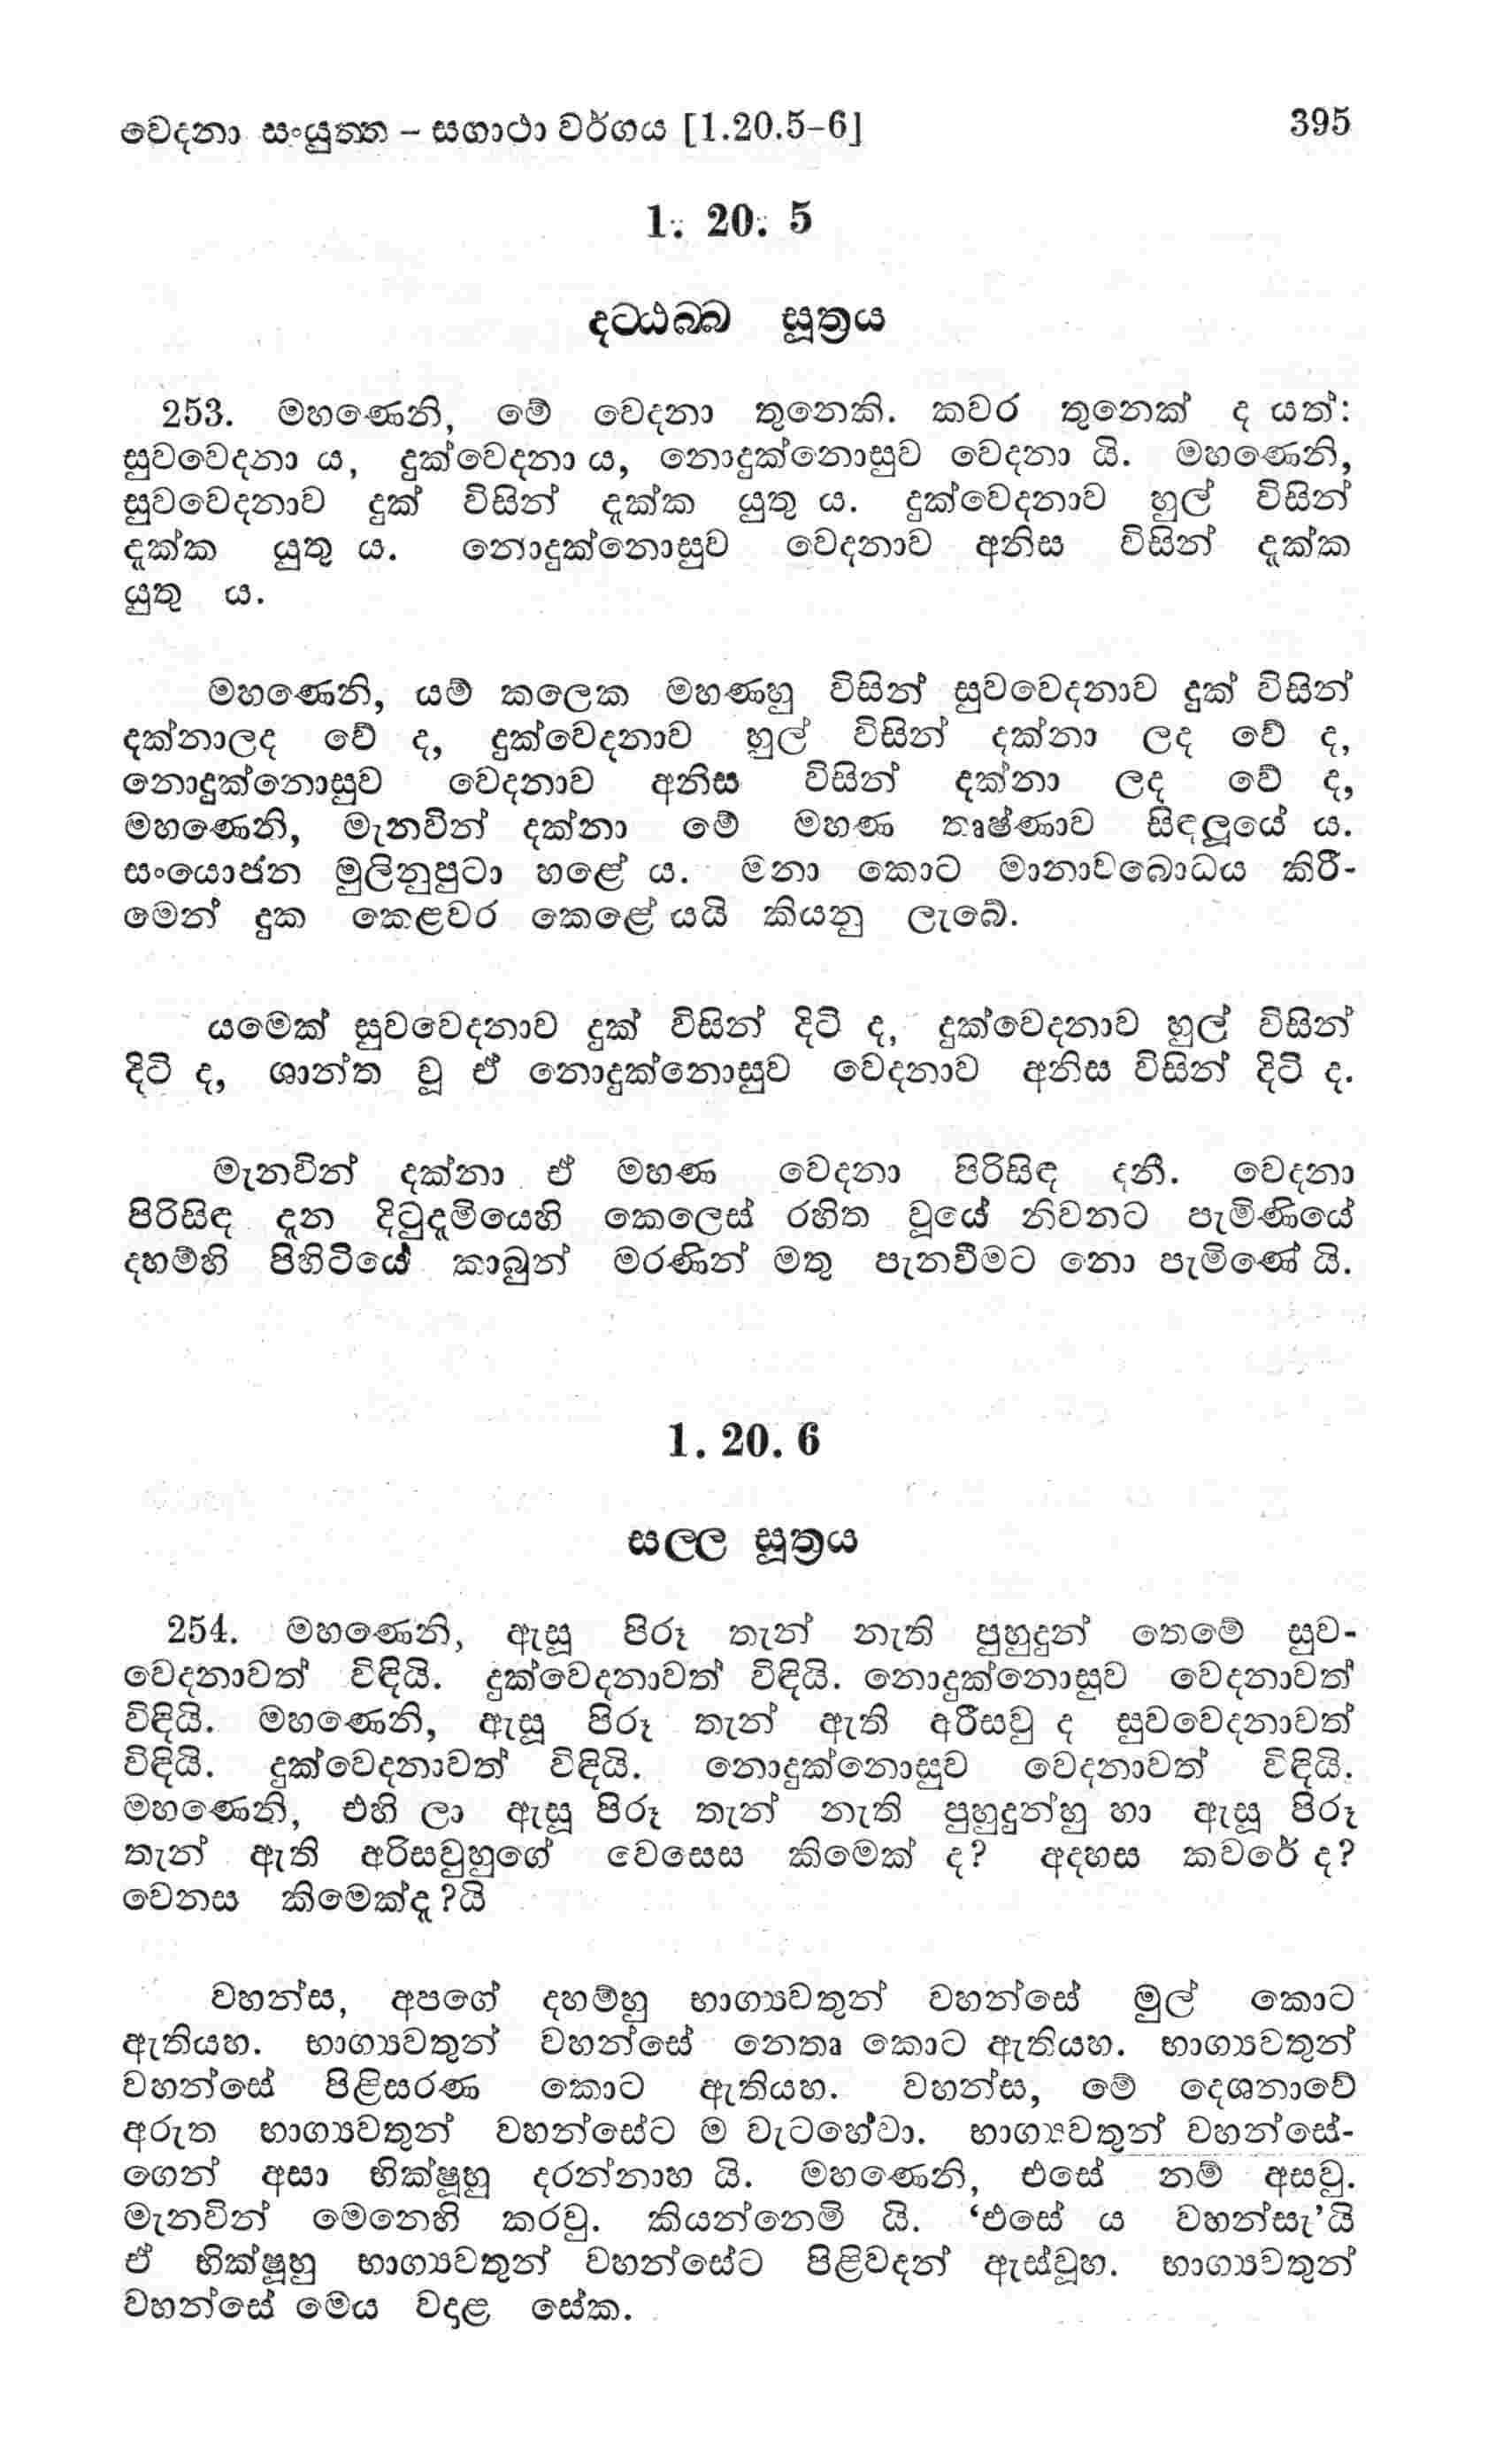 වෙදනා සංයුත්ත – සගාථා වර්ගය [1.20.5–6] 395
1. 20. 5
දට්ඨබ්බ සූත්‍රය
253. මහණෙනි, මේ වෙදනා තුනෙකි. කවර තුනෙක් ද යත්:
සුවවෙදනා ය, දුක්වෙදනා ය, නොදුක්නොසුව වෙදනා යි. මහණෙනි,
සුවවෙදනාව දුක් විසින් දැක්ක යුතු ය. දුක්වෙදනාව හුල් විසින්
දැක්ක යුතු ය. නොදුක්නොසුව වෙදනාව අනිස විසින් දැක්ක
යුතු ය.
මහණෙනි, යම් කලෙක මහණහු විසින් සුවවෙදනාව දුක් විසින්
දක්නාලද වේ ද, දුක්වෙදනාව හුල් විසින් දක්නා ලද වේ ද,
නොදුක්නොසුව වෙදනාව අනිස විසින් දක්නා ලද වේ ද,
මහණෙනි, මැනවින් දක්නා මේ මහණ තෘෂ්ණාව සිඳලූයේ ය.
සංයොජන මුලිනුපුටා හළේ ය. මනා කොට මානාවබොධය කිරී-
මෙන් දුක කෙළවර කෙළේ යයි කියනු ලැබේ.
යමෙක් සුවවෙදනාව දුක් විසින් දිටී ද, දුක්වෙදනාව හුල් විසින්
දිටී ද, ශාන්ත වූ ඒ නොදුක්නොසුව වෙදනාව අනිස විසින් දිටී ද.
මැනවින් දක්නා ඒ මහණ වෙදනා පිරිසිඳ දනී. වෙදනා
පිරිසිඳ දැන දිටුදැමියෙහි කෙලෙස් රහිත වූයේ නිවනට පැමිණියේ
දහම්හි පිහිටියේ කාබුන් මරණින් මතු පැනවීමට නො පැමිණේ යි.
1. 20. 6
සල්ල සූත්‍රය
254. මහණෙනි, ඇසූ පිරූ තැන් නැති පුහුදුන් තෙමේ සුව-
වෙදනාවත් විඳියි. දුක්වෙදනාවත් විඳියි. නොදුක්නොසුව වෙදනාවත්
විඳියි. මහණෙනි, ඇසූ පිරූ තැන් ඇති අරීසවු ද සුවවෙදනාවත්
විඳියි. දුක්වෙදනාවත් විඳියි. නොදුක්නොසුව වෙදනාවත් විඳියි.
මහණෙනි, එහි ලා ඇසූ පිරූ තැන් නැති පුහුදුන්හු හා ඇසූ පිරූ
තැන් ඇති අරිසවුහුගේ වෙසෙස කිමෙක් ද? අදහස කවරේ ද?
වෙනස කිමෙක්දැ?යි
වහන්ස, අපගේ දහම්හු භාග්‍යවතුන් වහන්සේ මුල් කොට
ඇතියහ. භාග්‍යවතුන් වහන්සේ නෙතෘ කොට ඇතියහ. භාග්‍යවතුන්
වහන්සේ පිළිසරණ කොට ඇතියහ. වහන්ස, මේ දෙශනාවේ
අරුත භාග්‍යවතුන් වහන්සේට ම වැටහේවා. භාග්‍යවතුන් වහන්සේ-
ගෙන් අසා භික්ෂූහු දරන්නාහ යි. මහණෙනි, එසේ නම් අසවු.
මැනවින් මෙනෙහි කරවු. කියන්නෙමි යි. ‘එසේ ය වහන්සැ’යි
ඒ භික්ෂූහු භාග්‍යවතුන් වහන්සේට පිළිවදන් ඇස්වූහ. භාග්‍යවතුන්
වහන්සේ මෙය වදාළ සේක.